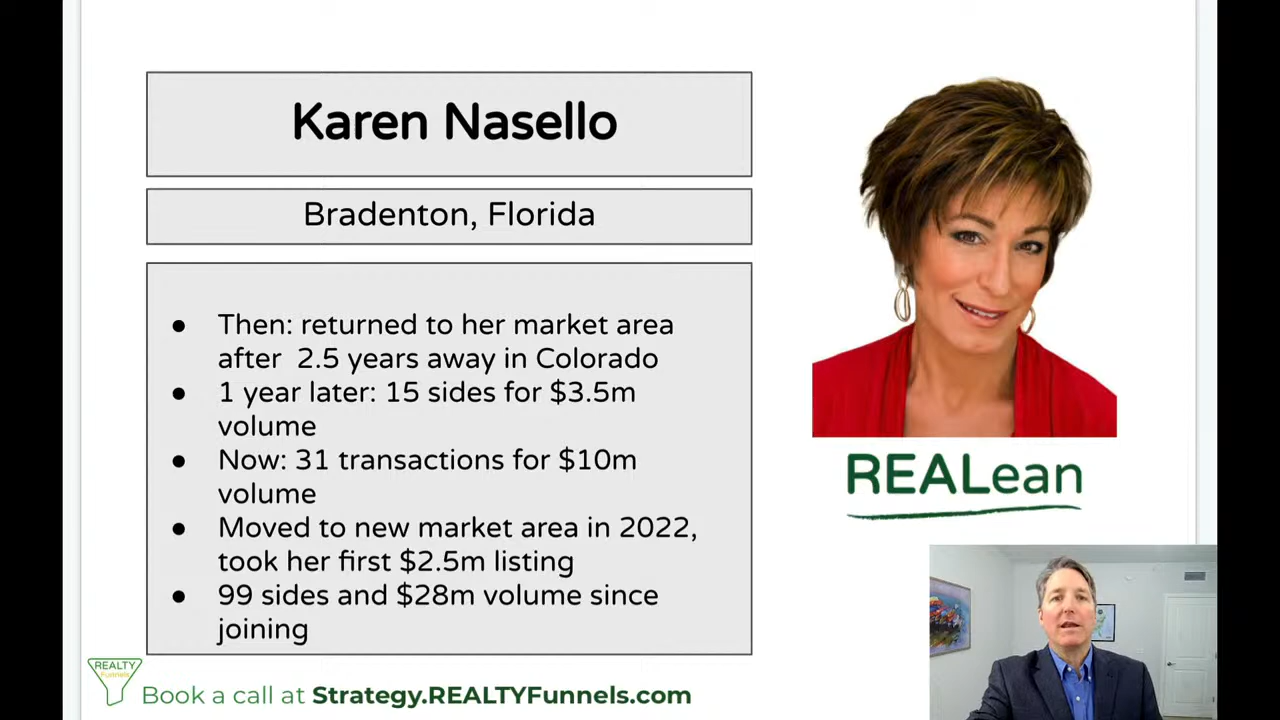 Karen Nasello
Bradenton, Florida
● Then: returned to her market area
after 2.5 years away in Colorado
● 1 year later: 15 sides for $3.5m
volume
● Now: 31 transactions for $10m
volume
● Moved to new market area in 2022,
took her first $2.5m listing
● 99 sides and $28m volume since
joining
REALean
REALTY
Funnels
Book a call at Strategy.REALTYFunnels.com